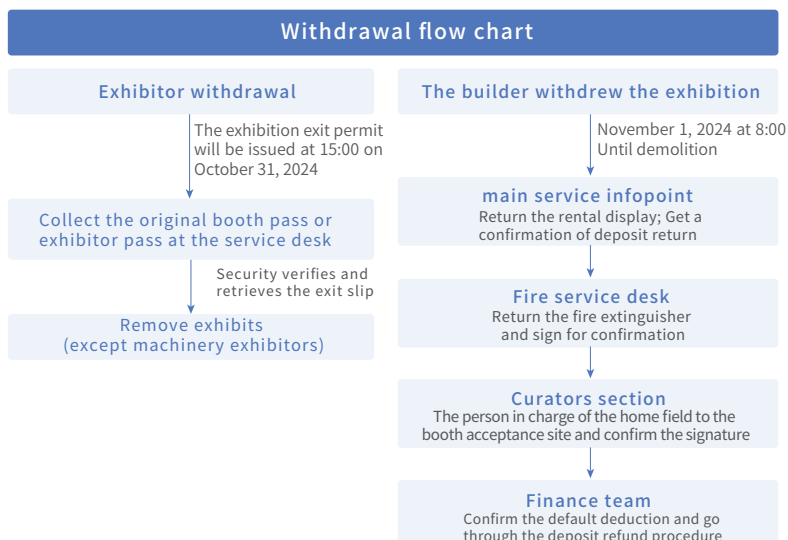 Withdrawal flow chart
Exhibitor withdrawal
The exhibition exit permit
will be issued at 15:00 on
October 31, 2024
Collect the original booth pass or
exhibitor pass at the service desk
Security verifies and
retrieves the exit slip
Remove exhibits
(except machinery exhibitors)
The builder withdrew the exhibition
November 1, 2024 at 8:00
Until demolition
main service infopoint
Return the rental display; Get a
confirmation of deposit return
Fire service desk
Return the fire extinguisher
and sign for confirmation
Curators section
The person in charge of the home field to the
booth acceptance site and confirm the signature
Finance team
Confirm the default deduction and go
through the deposit refund procedure